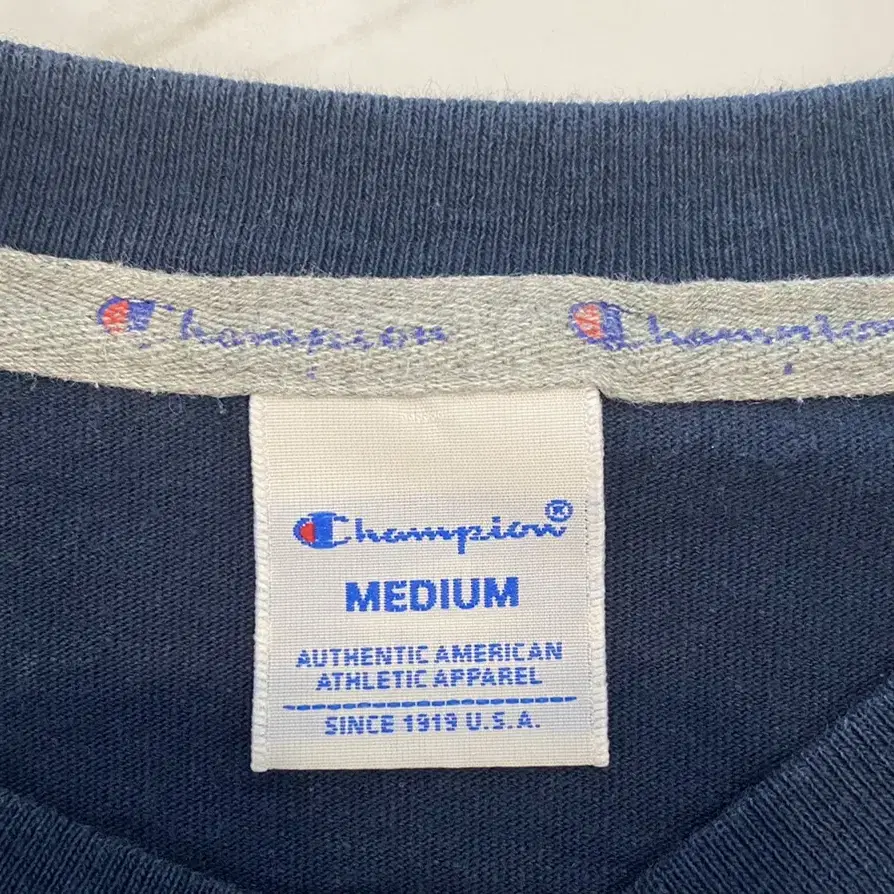 Champion Champion
Champion®
MEDIUM
AUTHENTIC AMERICAN
ATHLETIC APPAREL
SINCE 1919 U.S.A.